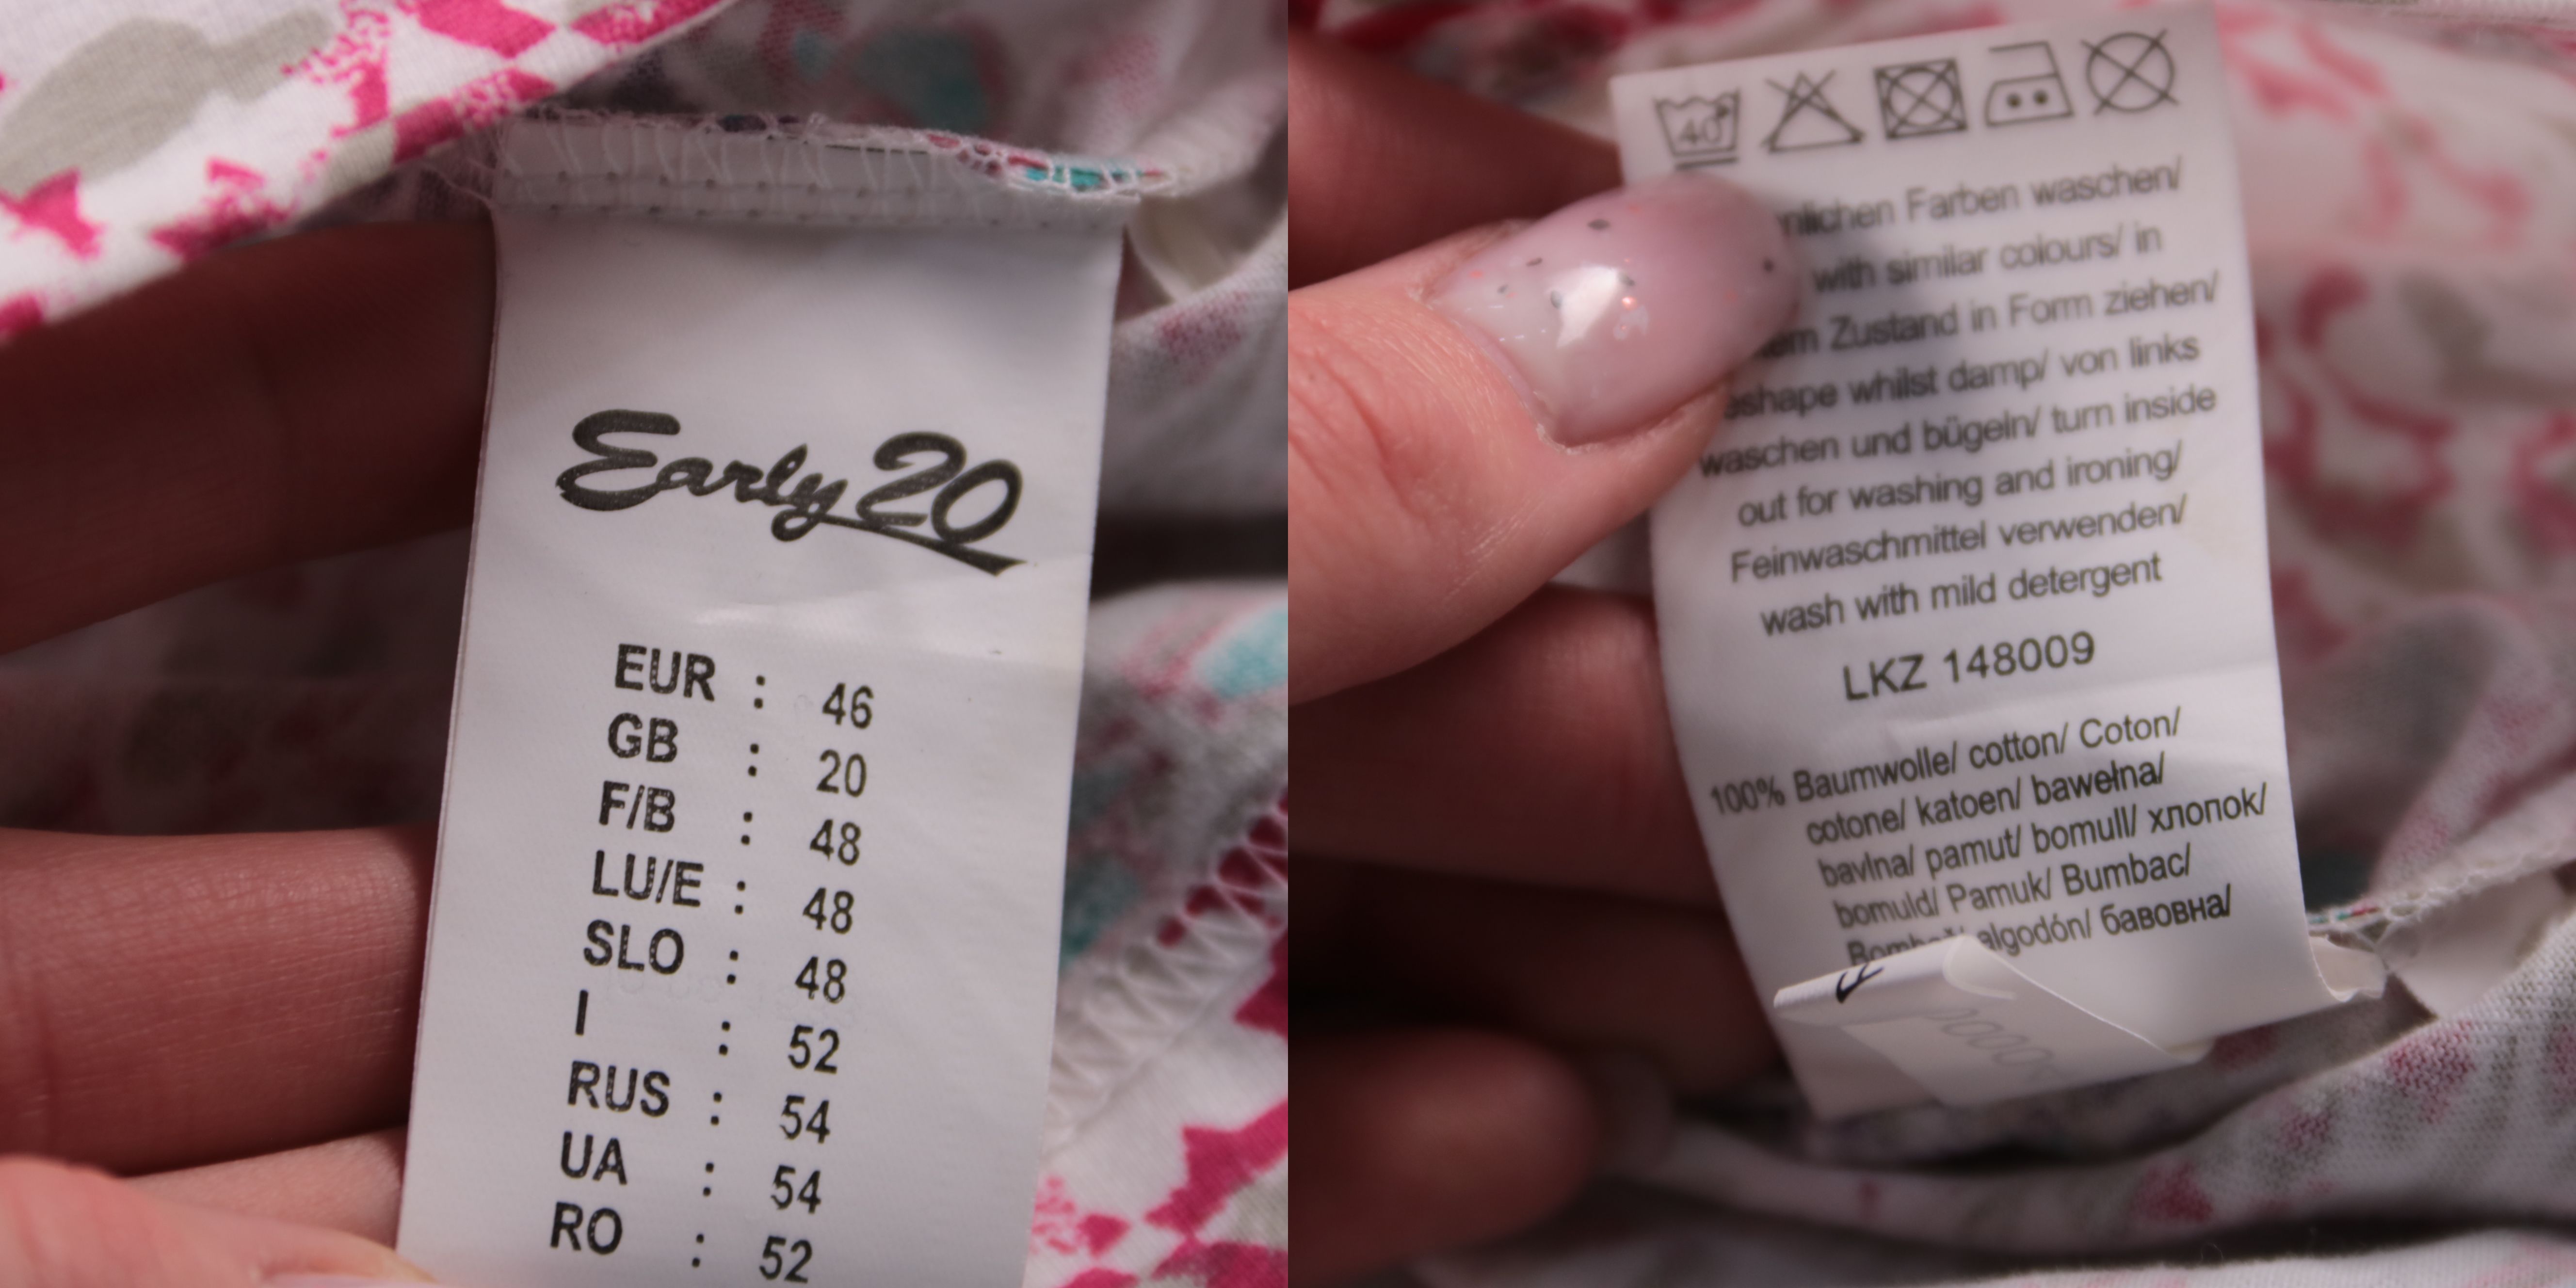 Early 20
EUR : 46
GB : 20
F/B : 48
LU/E : 48
SLO : 48
I : 52
RUS : 54
UA : 54
RO : 52
40°
Farben waschen/
with similar colours/ in
Zustand in Form ziehen/
whilst damp/ von links
waschen und bügeln/ turn inside
out for washing and ironing/
Feinwaschmittel verwenden/
wash with mild detergent
LKZ 148009
100% Baumwolle/ cotton/ Coton/
cotone/ katoen/ bawełna/
bavlna/ pamut/ bomull/ хлопок/
bomuld/ Pamuk/ Bumbac/
algodón/ бавовна/